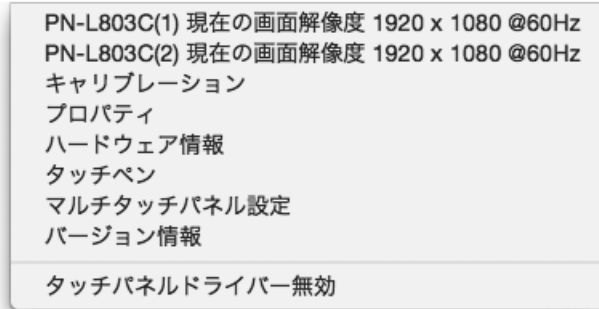 PN-L803C(1) 現在の画面解像度 1920 x 1080 @60Hz
PN-L803C(2) 現在の画面解像度 1920 x 1080 @60Hz
キャリブレーション
プロパティ
ハードウェア情報
タッチペン
マルチタッチパネル設定
バージョン情報
タッチパネルドライバー無効